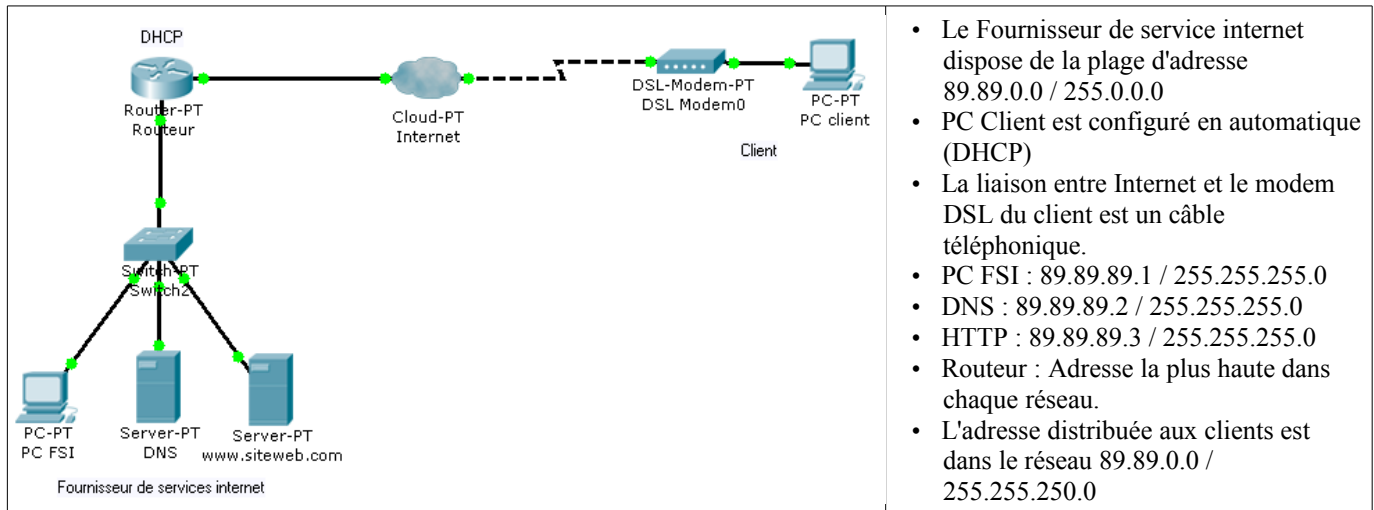 DHCP
Router-PT
Routeur
Cloud-PT
Internet
DSL-Modem-PT
DSL Modem0
PC-PT
PC client
Client
Switch-PT
Switch2
PC-PT
PC FSI
Server-PT
DNS
Server-PT
www.siteweb.com
Fournisseur de services internet
• Le Fournisseur de service internet
dispose de la plage d'adresse
89.89.0.0 / 255.0.0.0
• PC Client est configuré en automatique
(DHCP)
• La liaison entre Internet et le modem
DSL du client est un câble
téléphonique.
• PC FSI : 89.89.89.1 / 255.255.255.0
• DNS : 89.89.89.2 / 255.255.255.0
• HTTP : 89.89.89.3 / 255.255.255.0
• Routeur : Adresse la plus haute dans
chaque réseau.
• L'adresse distribuée aux clients est
dans le réseau 89.89.0.0 /
255.255.250.0